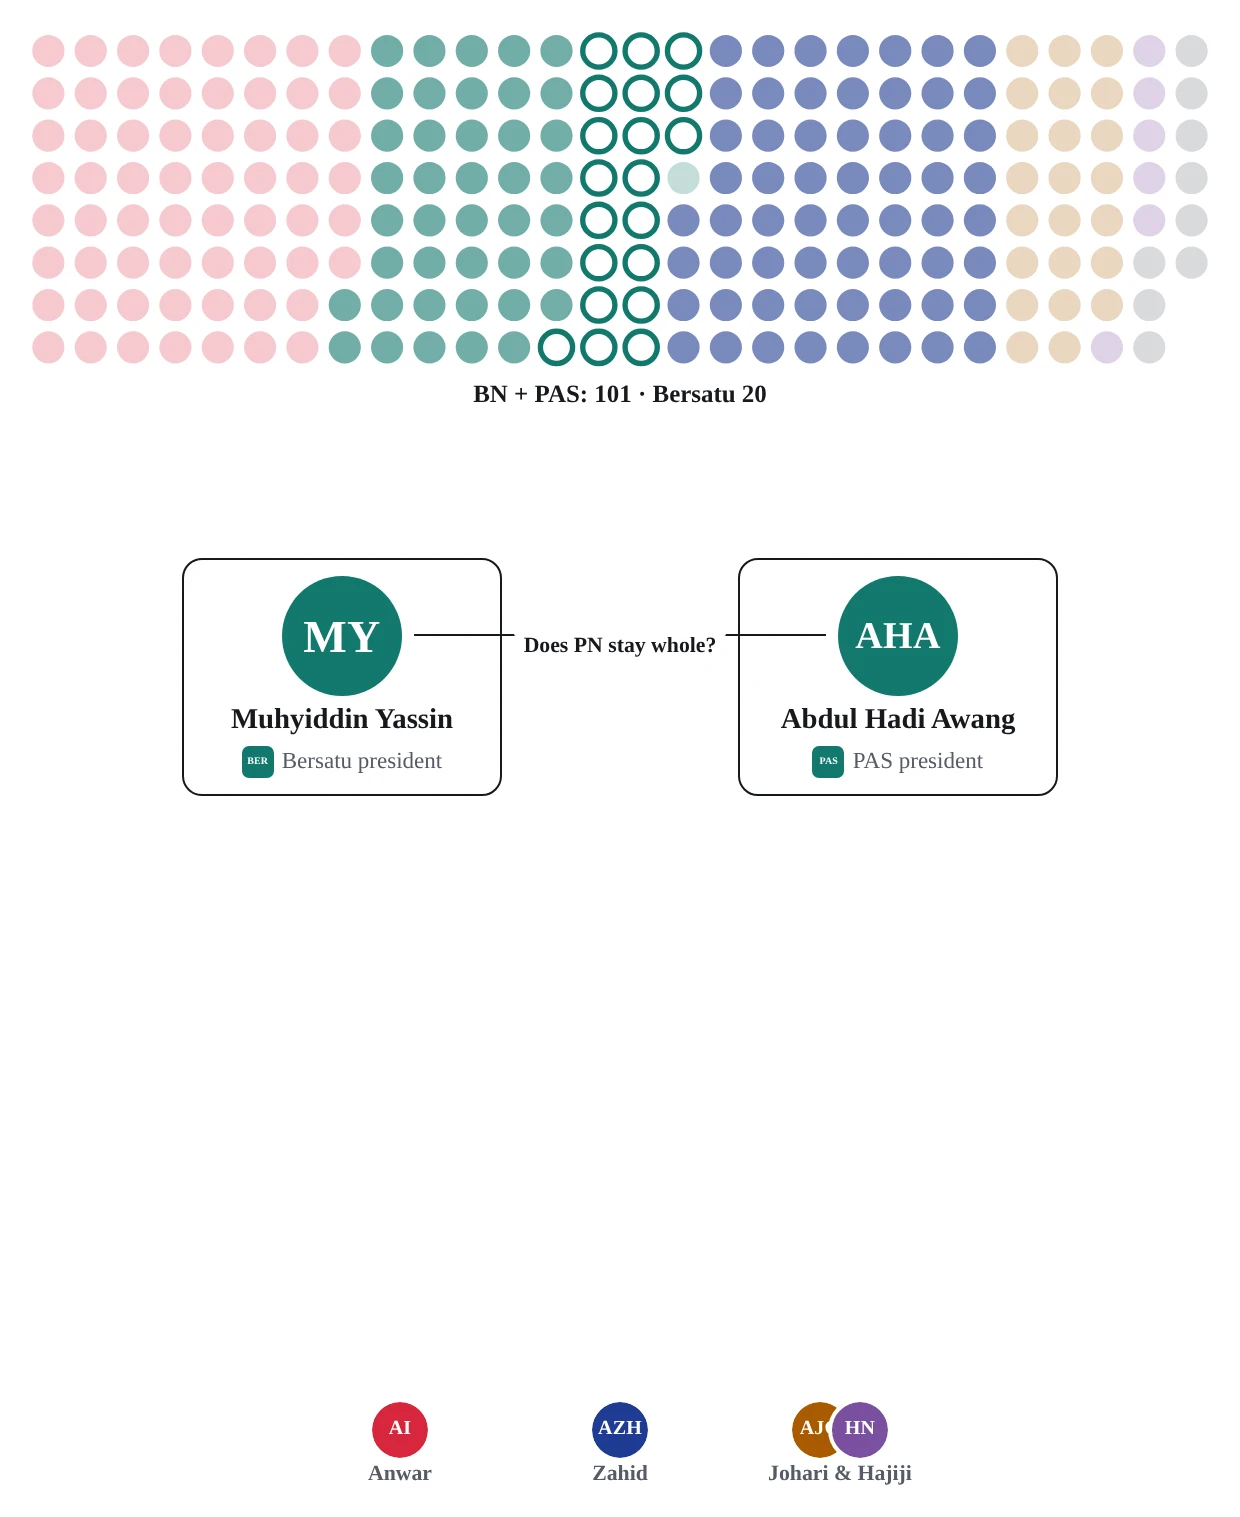 BN + PAS: 101 · Bersatu 20
MY
Does PN stay whole?
AHA
Muhyiddin Yassin
Abdul Hadi Awang
BER Bersatu president
PAS PAS president
AI
AZH
HN
Anwar
Zahid
Johari & Hajiji